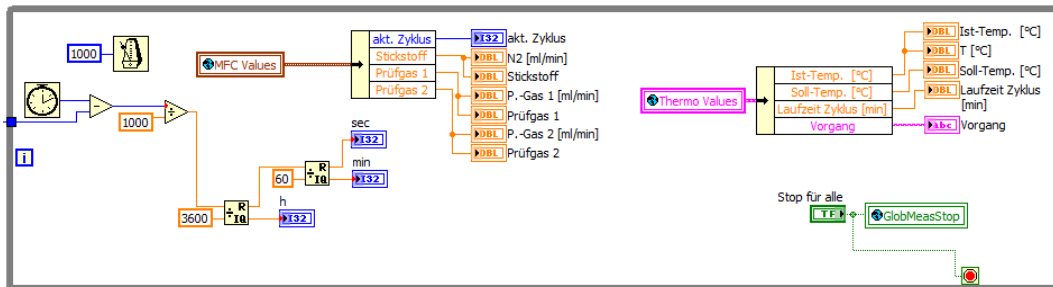 1000
i
1000
3600
60
R
IQ
h
I32
R
IQ
sec
I32
min
I32
MFC Values
akt. Zyklus
Stickstoff
Prüfgas 1
Prüfgas 2
I32 akt. Zyklus
DBL N2 [ml/min]
DBL Stickstoff
DBL P.-Gas 1 [ml/min]
DBL Prüfgas 1
DBL P.-Gas 2 [ml/min]
DBL Prüfgas 2
Thermo Values
Ist-Temp. [°C]
Soll-Temp. [°C]
Laufzeit Zyklus [min]
Vorgang
DBL Ist-Temp. [°C]
DBL T [°C]
DBL Soll-Temp. [°C]
DBL Laufzeit Zyklus
[min]
abc Vorgang
Stop für alle
TF
GlobMeasStop